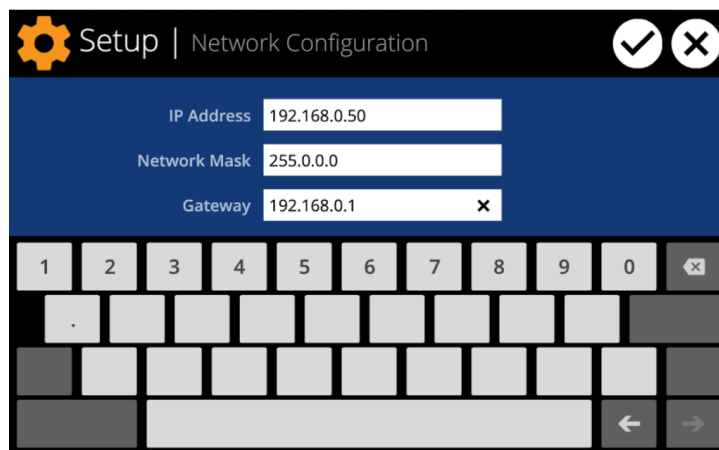 Setup | Network Configuration
IP Address 192.168.0.50
Network Mask 255.0.0.0
Gateway 192.168.0.1
1 2 3 4 5 6 7 8 9 0
.